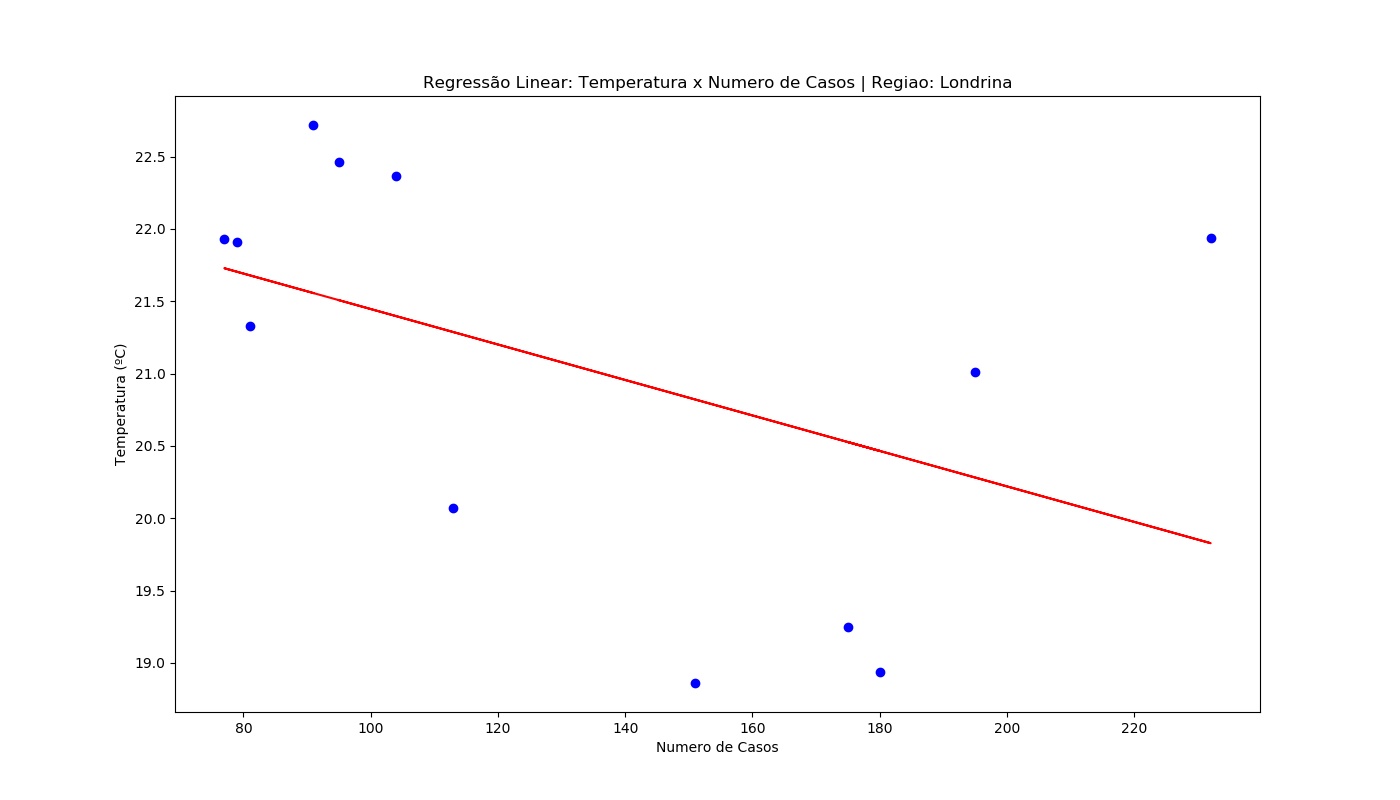 Regressão Linear: Temperatura x Numero de Casos | Regiao: Londrina
Temperatura (ºC)
22.5
22.0
21.5
21.0
20.5
20.0
19.5
19.0
80 100 120 140 160 180 200 220
Numero de Casos